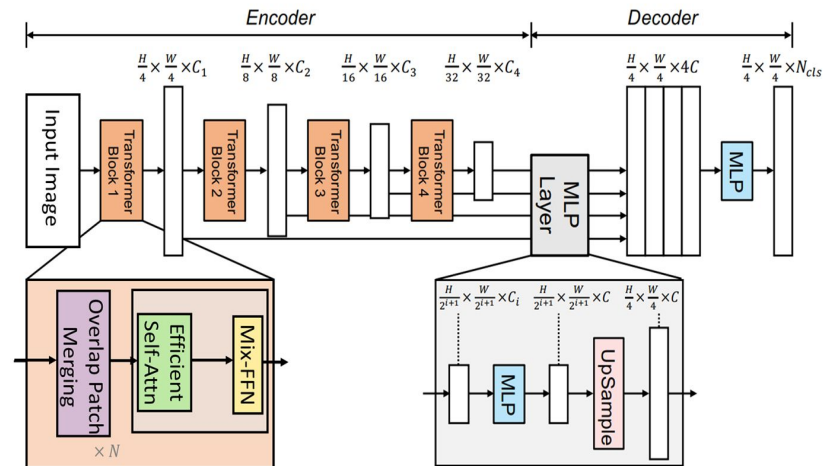 Encoder
Decoder
H/4 × W/4 × C₁
H/8 × W/8 × C₂
H/16 × W/16 × C₃
H/32 × W/32 × C₄
H/4 × W/4 × 4C
H/4 × W/4 × N_cls
Input Image
Transformer
Block 1
Transformer
Block 2
Transformer
Block 3
Transformer
Block 4
MLP
Layer
MLP
Overlap Patch
Merging
Efficient
Self-Attn
Mix-FFN
× N
H/2^{i+1} × W/2^{i+1} × C_i
H/2^{i+1} × W/2^{i+1} × C
H/4 × W/4 × C
MLP
UpSample